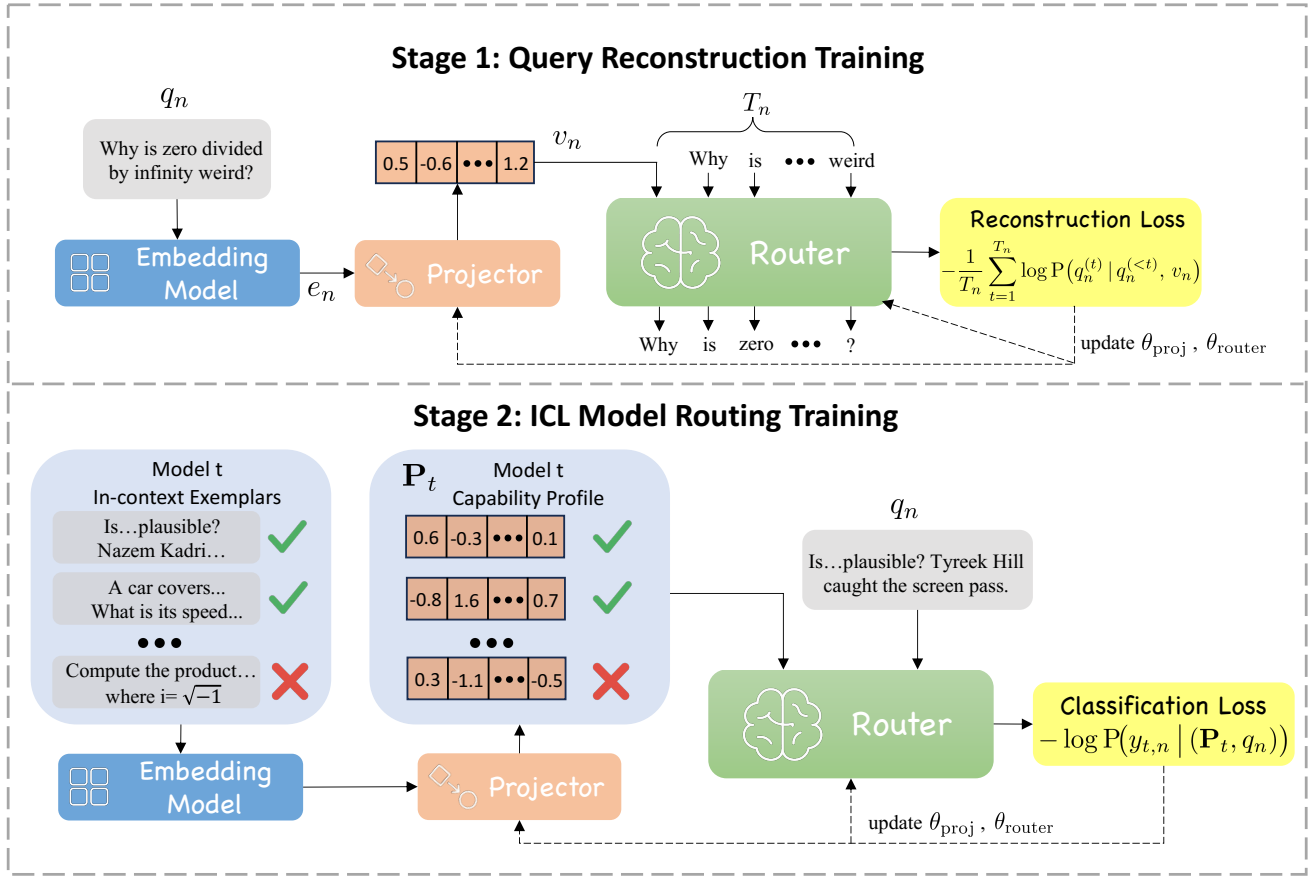 Stage 1: Query Reconstruction Training
q_n
Why is zero divided
by infinity weird?
Embedding
Model
e_n
Projector
0.5 -0.6 ••• 1.2
v_n
T_n
Why is ••• weird
Router
Why is zero ••• ?
Reconstruction Loss
-\frac{1}{T_n} \sum_{t=1}^{T_n} \log P(q_n^{(t)} | q_n^{(<t)}, v_n)
update θ_proj , θ_router
Stage 2: ICL Model Routing Training
Model t
In-context Exemplars
Is…plausible?
Nazem Kadri…
A car covers...
What is its speed...
•••
Compute the product…
where i= √-1
Embedding
Model
P_t
Model t
Capability Profile
0.6 -0.3 ••• 0.1
-0.8 1.6 ••• 0.7
•••
0.3 -1.1 ••• -0.5
Projector
q_n
Is…plausible? Tyreek Hill
caught the screen pass.
Router
Classification Loss
- log P(y_{t,n} | (P_t, q_n))
update θ_proj , θ_router